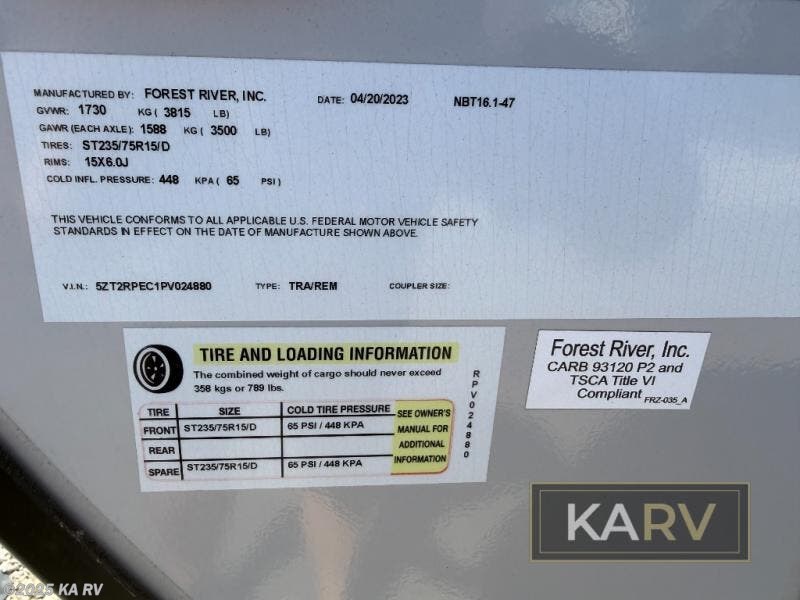 MANUFACTURED BY: FOREST RIVER, INC. DATE: 04/20/2023 NBT16.1-47
GVWR: 1730 KG ( 3815 LB)
GAWR (EACH AXLE): 1588 KG ( 3500 LB)
TIRES: ST235/75R15/D
RIMS: 15X6.0J
COLD INFL. PRESSURE: 448 KPA ( 65 PSI )
THIS VEHICLE CONFORMS TO ALL APPLICABLE U.S. FEDERAL MOTOR VEHICLE SAFETY
STANDARDS IN EFFECT ON THE DATE OF MANUFACTURE SHOWN ABOVE.
V.I.N.: 5ZT2RPEC1PV024880 TYPE: TRA/REM COUPLER SIZE:
TIRE AND LOADING INFORMATION
The combined weight of cargo should never exceed
358 kgs or 789 lbs.
TIRE SIZE COLD TIRE PRESSURE
FRONT ST235/75R15/D 65 PSI / 448 KPA
REAR
SPARE ST235/75R15/D 65 PSI / 448 KPA
SEE OWNER'S
MANUAL FOR
ADDITIONAL
INFORMATION
RPV024880
Forest River, Inc.
CARB 93120 P2 and
TSCA Title VI
Compliant FRZ-035_A
KARV
©2025 KA RV